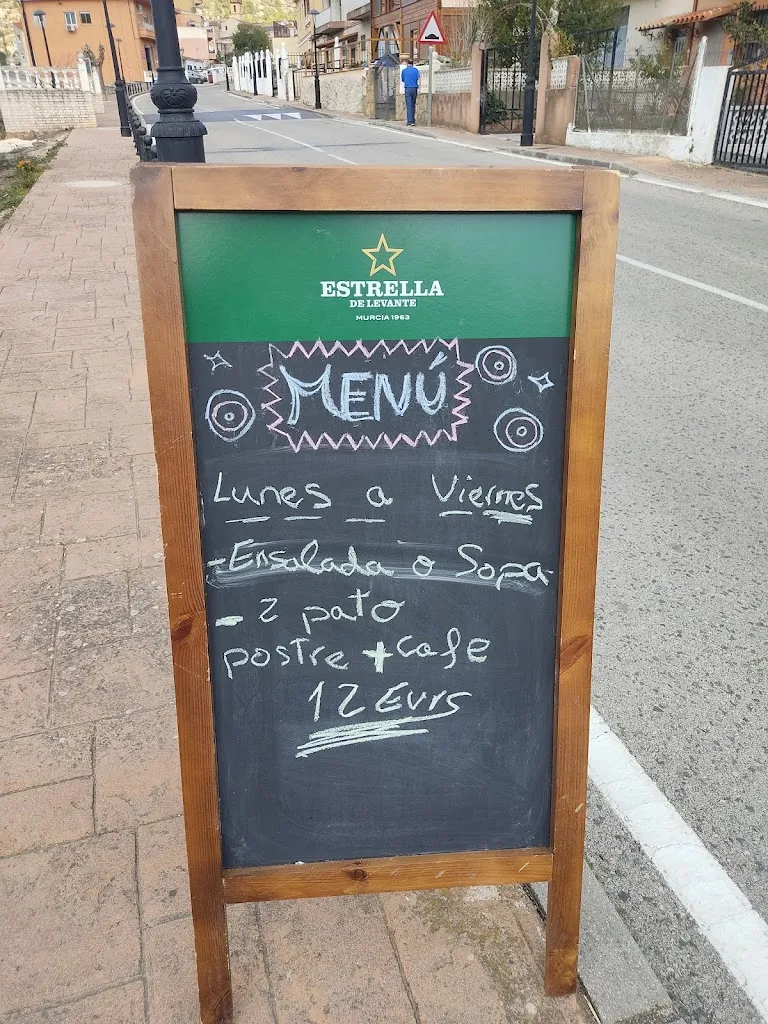 ESTRELLA
DE LEVANTE
MURCIA 1963
MENÚ
Lunes a Viernes
-Ensalada o Sopa-
- 2 pato
postre + cafe
12 Eurs